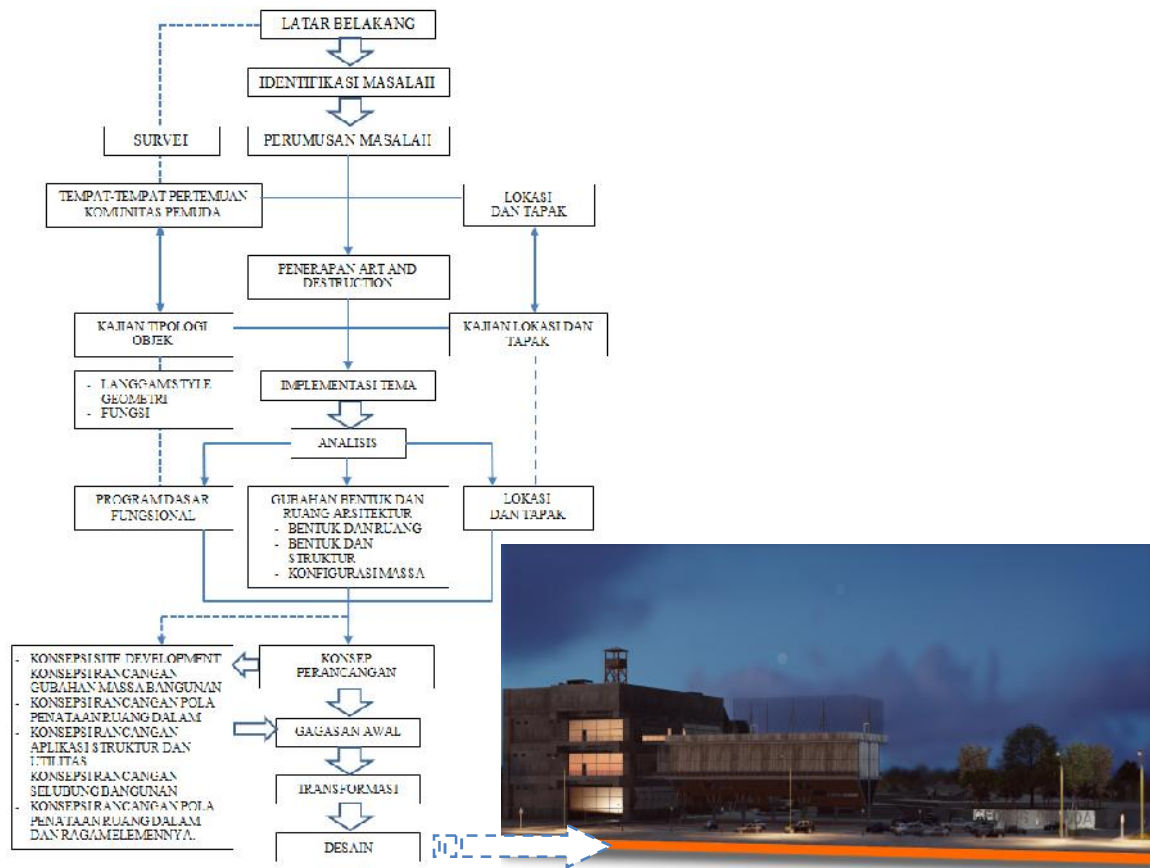 LATAR BELAKANG
IDENTIFIKASI MASALAH
SURVEI
PERUMUSAN MASALAH
TEMPAT-TEMPAT PERTEMUAN
KOMUNITAS PEMUDA
LOKASI
DAN TAPAK
PENERAPAN ART AND
DESTRUCTION
KAJIAN TIPOLOGI
OBJEK
KAJIAN LOKASI DAN
TAPAK
- LANGGAM/STYLE
GEOMETRI
- FUNGSI
IMPLEMENTASI TEMA
ANALISIS
PROGRAM DASAR
FUNGSIONAL
GUBAHAN BENTUK DAN
RUANG ARSITEKTUR
- BENTUK DAN RUANG
- BENTUK DAN
STRUKTUR
- KONFIGURASI MASSA
LOKASI
DAN TAPAK
- KONSEPSI SITE DEVELOPMENT
KONSEPSI RANCANGAN
GUBAHAN MASSA BANGUNAN
- KONSEPSI RANCANGAN POLA
PENATAAN RUANG DALAM
- KONSEPSI RANCANGAN
APLIKASI STRUKTUR DAN
UTILITAS
KONSEPSI RANCANGAN
SELUBUNG BANGUNAN
- KONSEPSI RANCANGAN POLA
PENATAAN RUANG DALAM
DAN RAGAM ELEMENNYA.
KONSEP
PERANCANGAN
GAGASAN AWAL
TRANSFORMASI
DESAIN